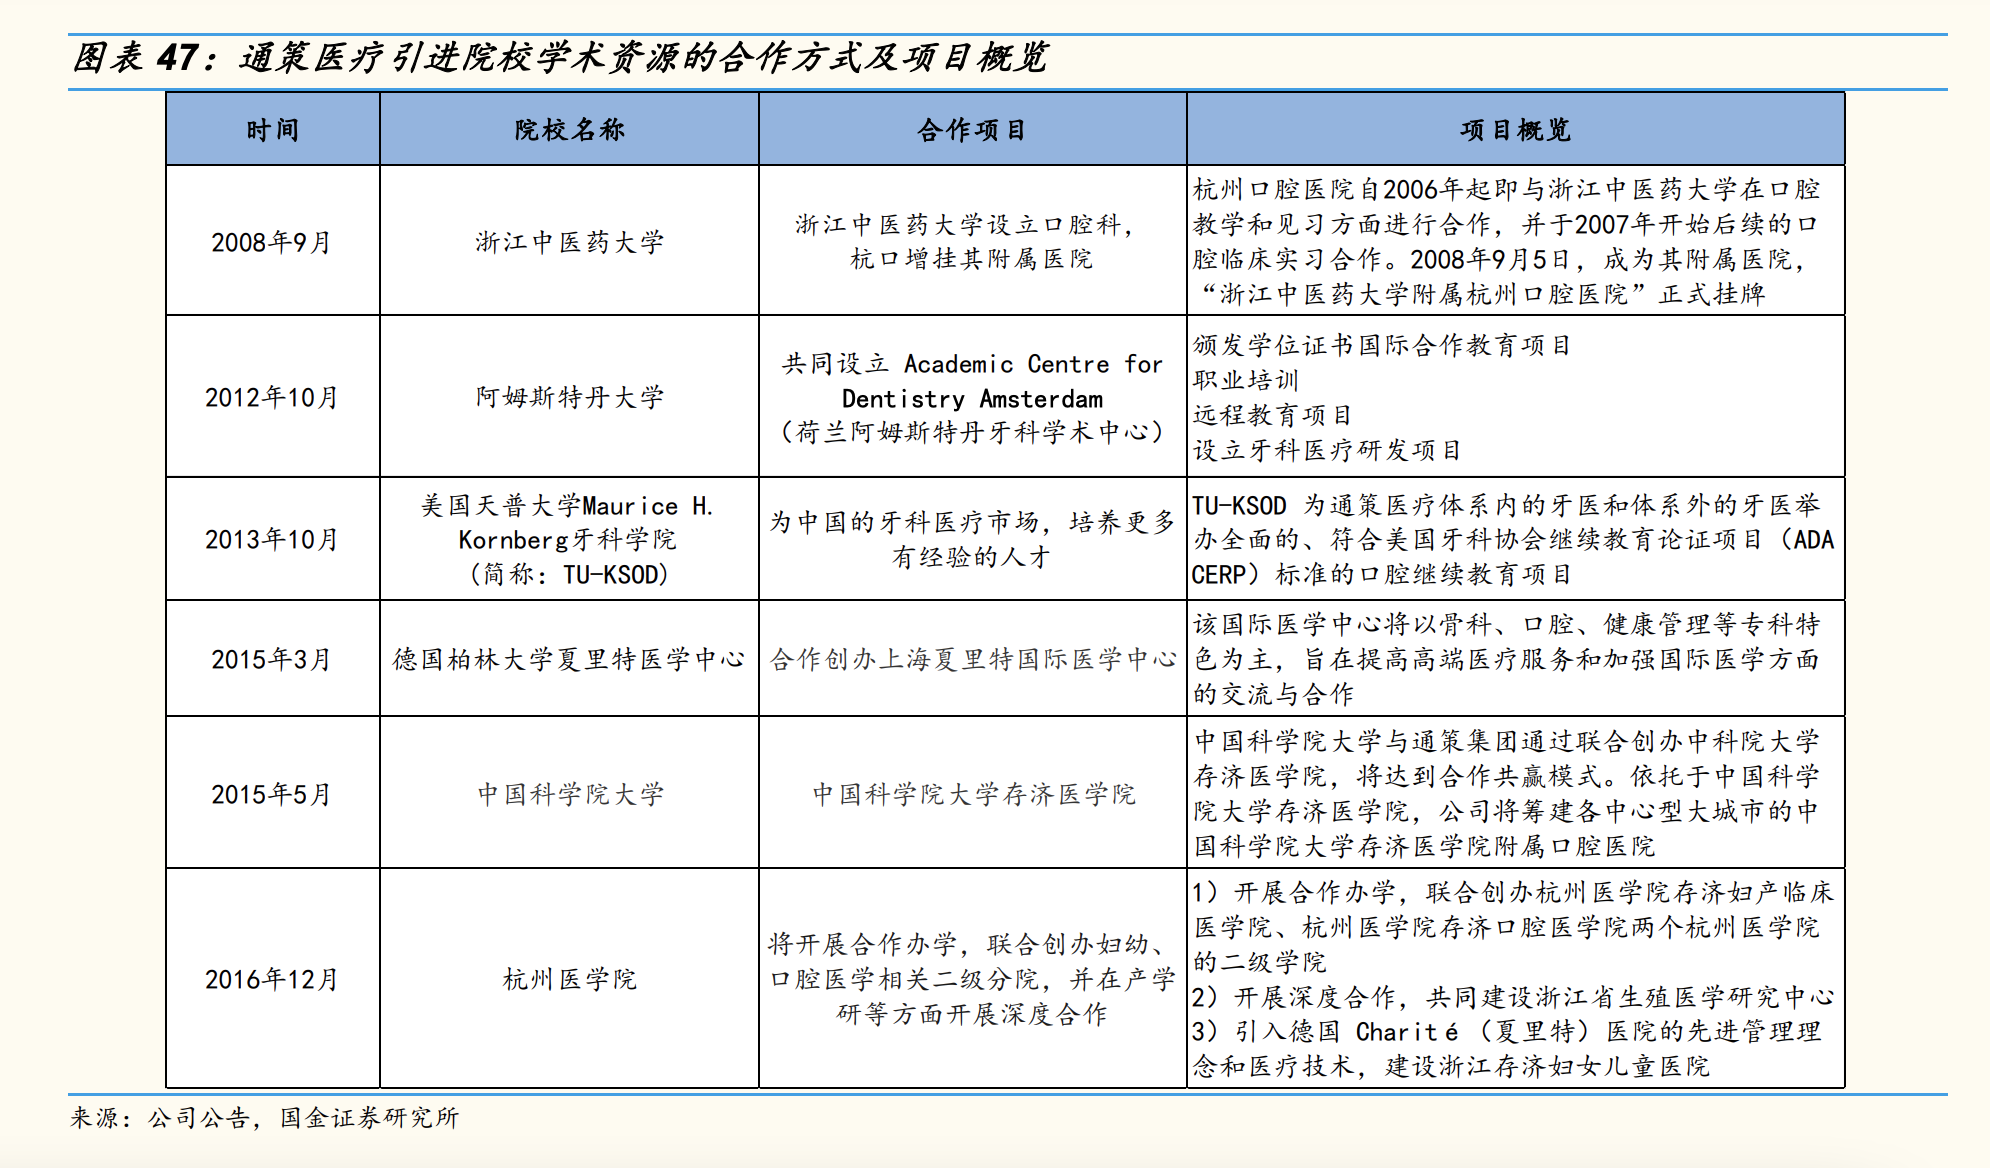 图表 47：通策医疗引进院校学术资源的合作方式及项目概览
时间
院校名称
合作项目
项目概览
2008年9月
浙江中医药大学
浙江中医药大学设立口腔科，
杭口增挂其附属医院
杭州口腔医院自2006年起即与浙江中医药大学在口腔
教学和见习方面进行合作，并于2007年开始后续的口
腔临床实习合作。2008年9月5日，成为其附属医院，
“浙江中医药大学附属杭州口腔医院”正式挂牌
2012年10月
阿姆斯特丹大学
共同设立 Academic Centre for
Dentistry Amsterdam
（荷兰阿姆斯特丹牙科学术中心）
颁发学位证书国际合作教育项目
职业培训
远程教育项目
设立牙科医疗研发项目
2013年10月
美国天普大学Maurice H.
Kornberg牙科学院
(简称：TU-KSOD)
为中国的牙科医疗市场，培养更多
有经验的人才
TU-KSOD 为通策医疗体系内的牙医和体系外的牙医举
办全面的、符合美国牙科协会继续教育论证项目（ADA
CERP）标准的口腔继续教育项目
2015年3月
德国柏林大学夏里特医学中心
合作创办上海夏里特国际医学中心
该国际医学中心将以骨科、口腔、健康管理等专科特
色为主，旨在提高高端医疗服务和加强国际医学方面
的交流与合作
2015年5月
中国科学院大学
中国科学院大学存济医学院
中国科学院大学与通策集团通过联合创办中科院大学
存济医学院，将达到合作共赢模式。依托于中国科学
院大学存济医学院，公司将筹建各中心型大城市的中
国科学院大学存济医学院附属口腔医院
2016年12月
杭州医学院
将开展合作办学，联合创办妇幼、
口腔医学相关二级分院，并在产学
研等方面开展深度合作
1）开展合作办学，联合创办杭州医学院存济妇产临床
医学院、杭州医学院存济口腔医学院两个杭州医学院
的二级学院
2）开展深度合作，共同建设浙江省生殖医学研究中心
3）引入德国 Charité（夏里特）医院的先进管理理
念和医疗技术，建设浙江存济妇女儿童医院
来源：公司公告，国金证券研究所